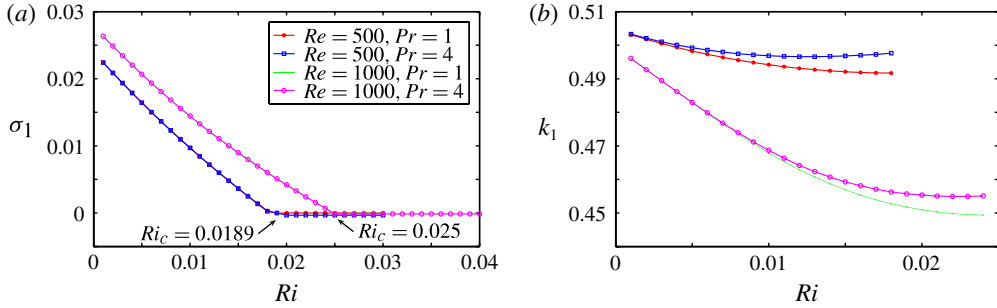 (a)
0.03
0.02
0.01
0
σ1
Re = 500, Pr = 1
Re = 500, Pr = 4
Re = 1000, Pr = 1
Re = 1000, Pr = 4
Ric = 0.0189
Ric = 0.025
0 0.01 0.02 0.03 0.04
Ri
(b)
0.51
0.49
0.47
0.45
k1
0 0.01 0.02
Ri